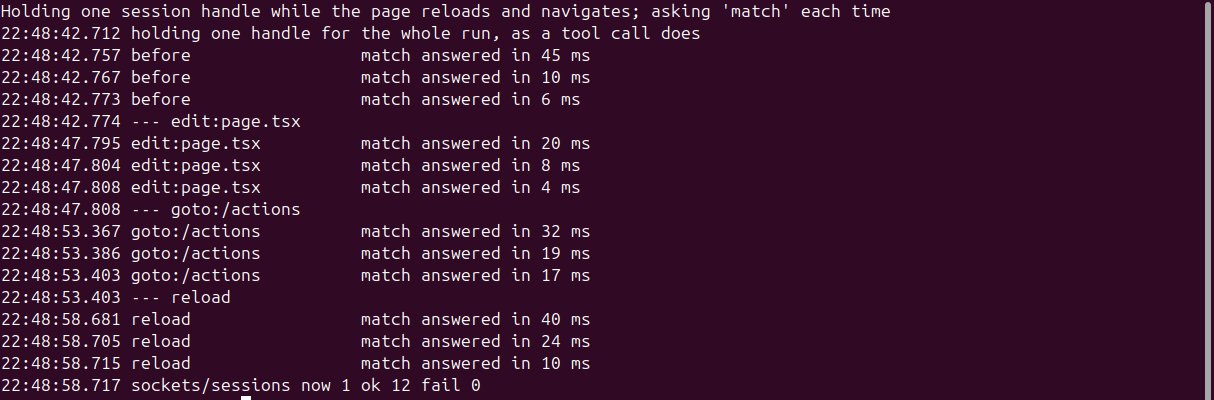 Holding one session handle while the page reloads and navigates; asking 'match' each time
22:48:42.712 holding one handle for the whole run, as a tool call does
22:48:42.757 before                 match answered in 45 ms
22:48:42.767 before                 match answered in 10 ms
22:48:42.773 before                 match answered in 6 ms
22:48:42.774 --- edit:page.tsx
22:48:47.795 edit:page.tsx          match answered in 20 ms
22:48:47.804 edit:page.tsx          match answered in 8 ms
22:48:47.808 edit:page.tsx          match answered in 4 ms
22:48:47.808 --- goto:/actions
22:48:53.367 goto:/actions          match answered in 32 ms
22:48:53.386 goto:/actions          match answered in 19 ms
22:48:53.403 goto:/actions          match answered in 17 ms
22:48:53.403 --- reload
22:48:58.681 reload                 match answered in 40 ms
22:48:58.705 reload                 match answered in 24 ms
22:48:58.715 reload                 match answered in 10 ms
22:48:58.717 sockets/sessions now 1 ok 12 fail 0